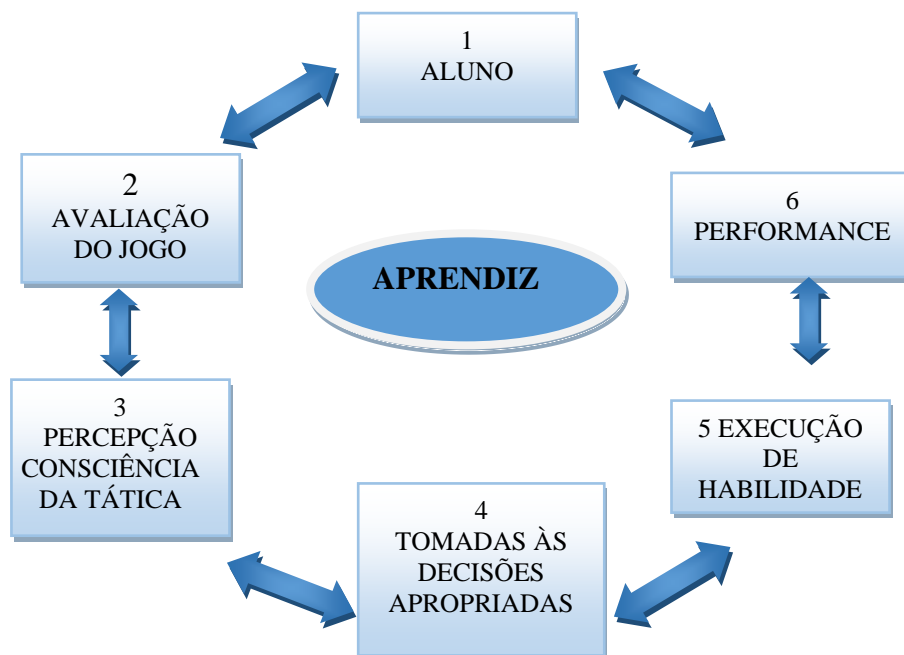 1
ALUNO
2
AVALIAÇÃO
DO JOGO
6
PERFORMANCE
APRENDIZ
3
PERCEPÇÃO
CONSCIÊNCIA
DA TÁTICA
5 EXECUÇÃO
DE
HABILIDADE
4
TOMADAS ÀS
DECISÕES
APROPRIADAS